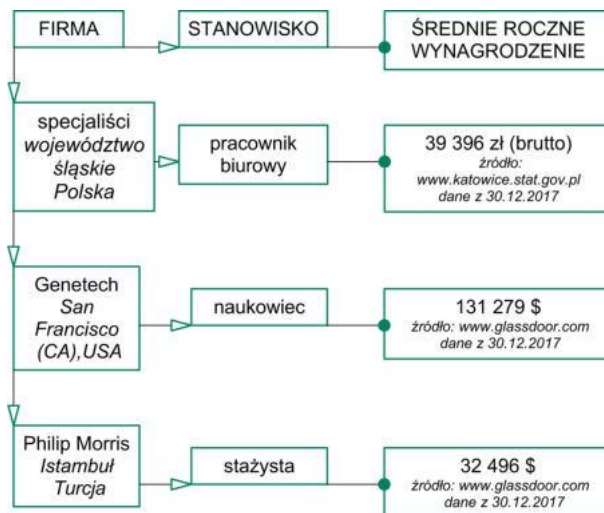 FIRMA
STANOWISKO
ŚREDNIE ROCZNE
WYNAGRODZENIE
specjaliści
województwo
śląskie
Polska
pracownik
biurowy
39 396 zł (brutto)
źródło:
www.katowice.stat.gov.pl
dane z 30.12.2017
Genetech
San
Francisco
(CA),USA
naukowiec
131 279 $
źródło: www.glassdoor.com
dane z 30.12.2017
Philip Morris
Istambuł
Turcja
stażysta
32 496 $
źródło: www.glassdoor.com
dane z 30.12.2017